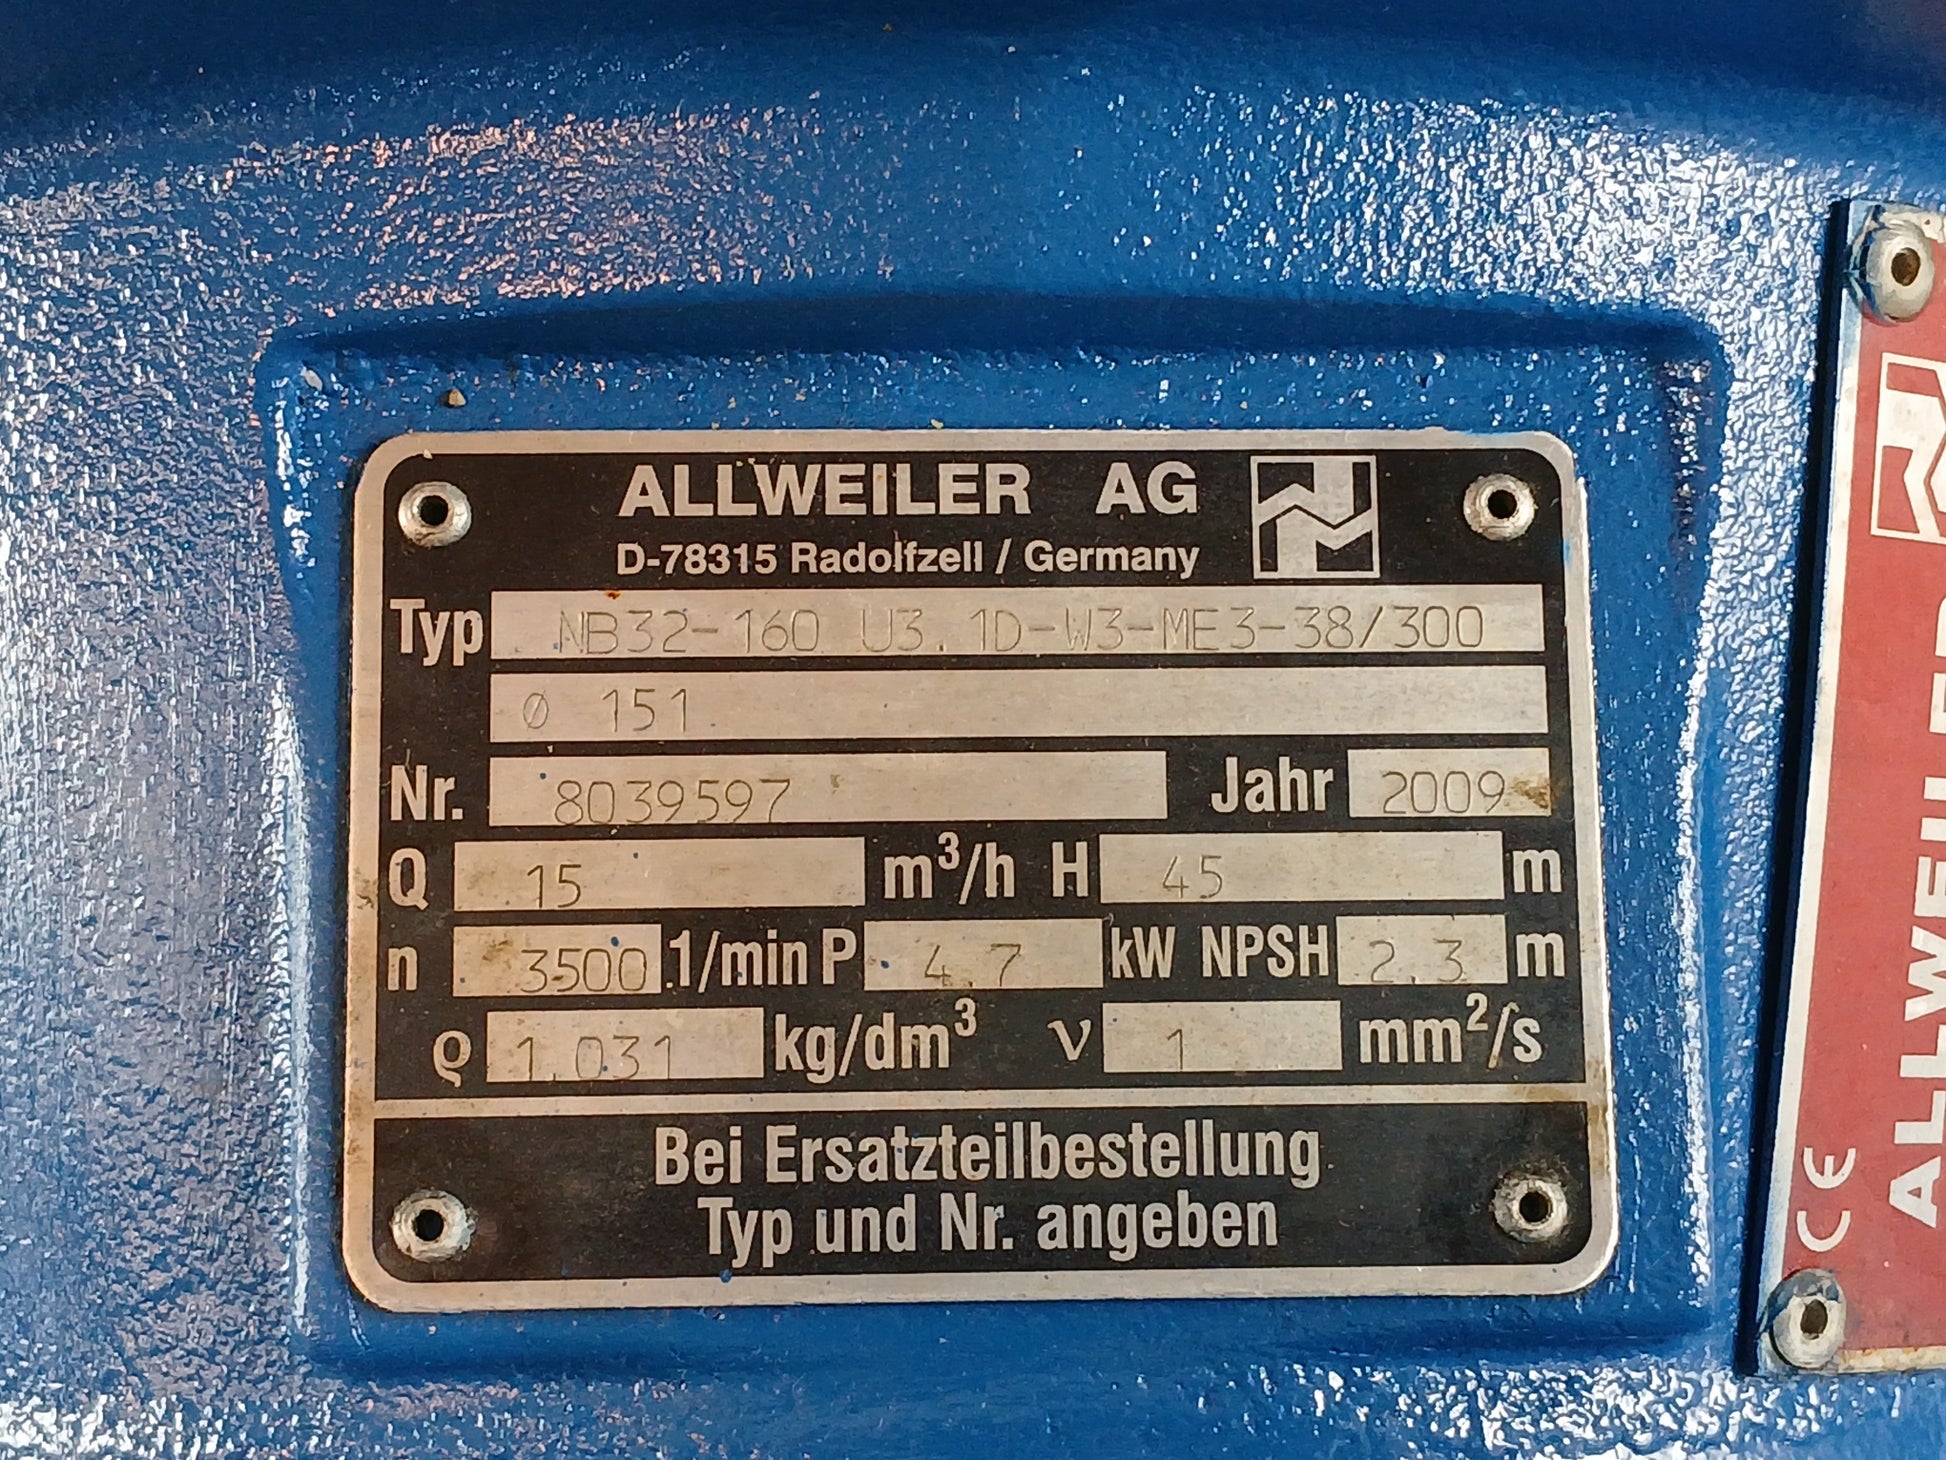 ALLWEILER AG
D-78315 Radolfzell / Germany
Typ NB32-160 U3.1D-W3-ME3-38/300
Ø 151
Nr. 8039597 Jahr 2009
Q 15 m³/h H 45 m
n 3500 1/min P 4.7 kW NPSH 2.3 m
ϱ 1.031 kg/dm³ ν 1 mm²/s
Bei Ersatzteilbestellung
Typ und Nr. angeben
ALLWEILER
CE